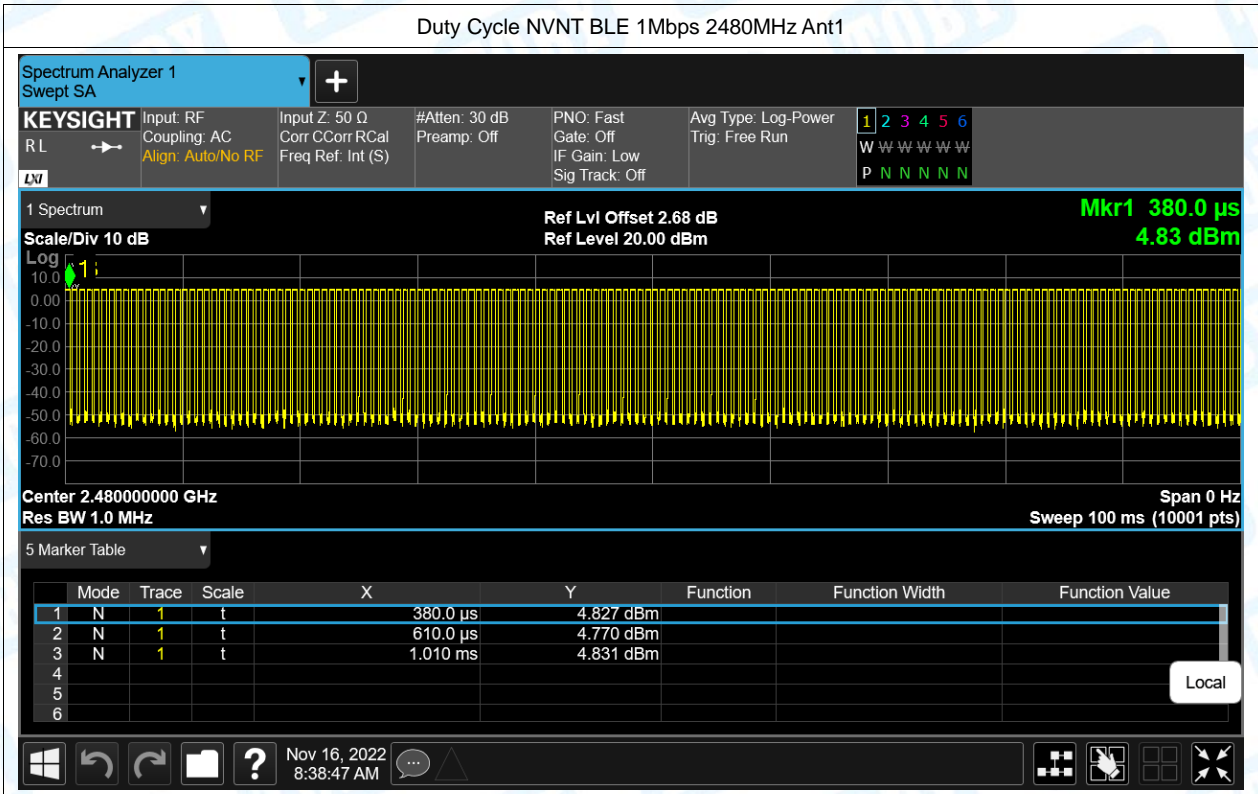 Duty Cycle NVNT BLE 1Mbps 2480MHz Ant1
Spectrum Analyzer 1
Swept SA
KEYSIGHT
RL
LXI
Input: RF
Coupling: AC
Align: Auto/No RF
Input Z: 50 Ω
Corr CCorr RCal
Freq Ref: Int (S)
#Atten: 30 dB
Preamp: Off
PNO: Fast
Gate: Off
IF Gain: Low
Sig Track: Off
Avg Type: Log-Power
Trig: Free Run
1 2 3 4 5 6
W W W W W W
P N N N N N
1 Spectrum
Scale/Div 10 dB
Ref Lvl Offset 2.68 dB
Ref Level 20.00 dBm
Mkr1 380.0 µs
4.83 dBm
Log
1
10.0
0.00
-10.0
-20.0
-30.0
-40.0
-50.0
-60.0
-70.0
Center 2.480000000 GHz
Span 0 Hz
Res BW 1.0 MHz
Sweep 100 ms (10001 pts)
5 Marker Table
Mode Trace Scale X Y Function Function Width Function Value
1 N 1 t 380.0 µs 4.827 dBm
2 N 1 t 610.0 µs 4.770 dBm
3 N 1 t 1.010 ms 4.831 dBm
4
5
6
Local
?
Nov 16, 2022
8:38:47 AM